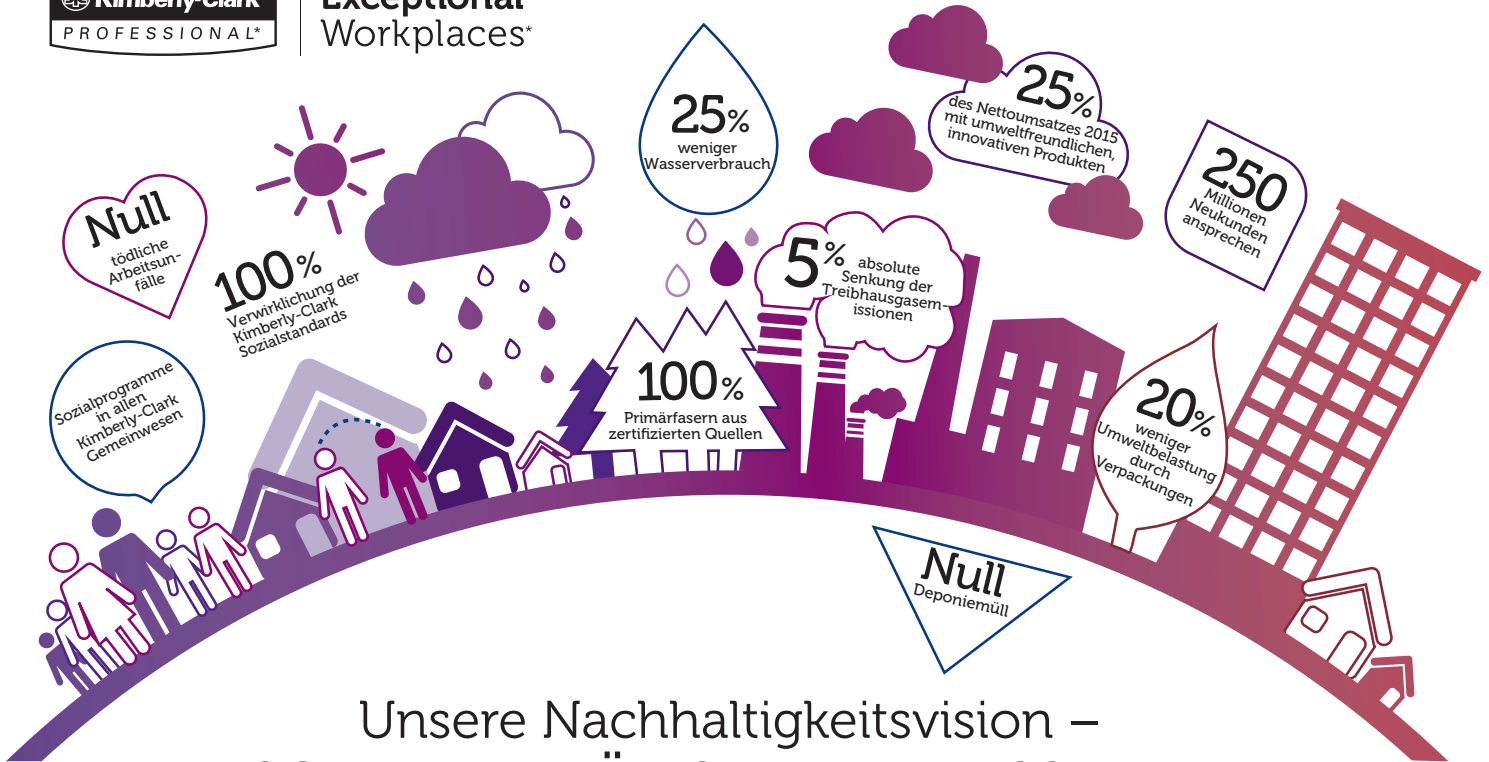 Kimberly-Clark
PROFESSIONAL*
Exceptional
Workplaces*
Null
tödliche
Arbeitsun-
fälle
100%
Verwirklichung der
Kimberly-Clark
Sozialstandards
Sozialprogramme
in allen
Kimberly-Clark
Gemeinwesen
25%
weniger
Wasserverbrauch
100%
Primärfasern aus
zertifizierten Quellen
5% absolute
Senkung der
Treibhausgasem-
issionen
25%
des Nettoumsatzes 2015
mit umweltfreundlichen,
innovativen Produkten
250
Millionen
Neukunden
ansprechen
20%
weniger
Umweltbelastung
durch
Verpackungen
Null
Deponiemüll
Unsere Nachhaltigkeitsvision –